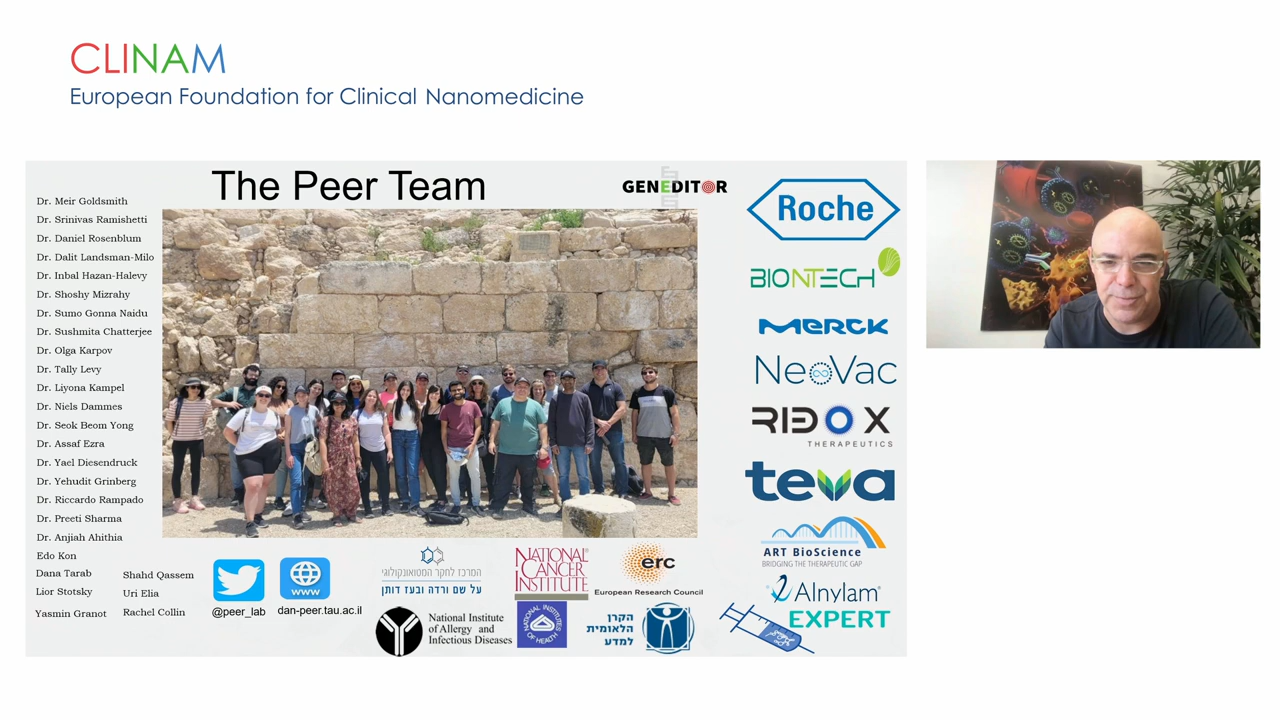 CLINAM
European Foundation for Clinical Nanomedicine
The Peer Team
GENEDITOR
Dr. Meir Goldsmith
Dr. Srinivas Ramishetti
Dr. Daniel Rosenblum
Dr. Dalit Landsman-Milo
Dr. Inbal Hazan-Halevy
Dr. Shoshy Mizrahy
Dr. Sumo Gonna Naidu
Dr. Sushmita Chatterjee
Dr. Olga Karpov
Dr. Tally Levy
Dr. Liyona Kampel
Dr. Niels Dammes
Dr. Seok Beom Yong
Dr. Assaf Ezra
Dr. Yael Diesendruck
Dr. Yehudit Grinberg
Dr. Riccardo Rampado
Dr. Preeti Sharma
Dr. Anjiah Ahithia
Edo Kon
Dana Tarab
Lior Stotsky
Yasmin Granot
Shahd Qassem
Uri Elia
Rachel Collin
@peer_lab
WWW
dan-peer.tau.ac.il
המרכז לחקר המטואונקולוגי
על שם ורדה ובעז דותן
NATIONAL
CANCER
INSTITUTE
erc
European Research Council
National Institute
of Allergy and
Infectious Diseases
NATIONAL INSTITUTES OF HEALTH
הקרן
הלאומית
למדע
Roche
BIONTECH
MERCK
NeoVac
RIDOX
THERAPEUTICS
teva
ART BioScience
BRIDGING THE THERAPEUTIC GAP
Alnylam
EXPERT